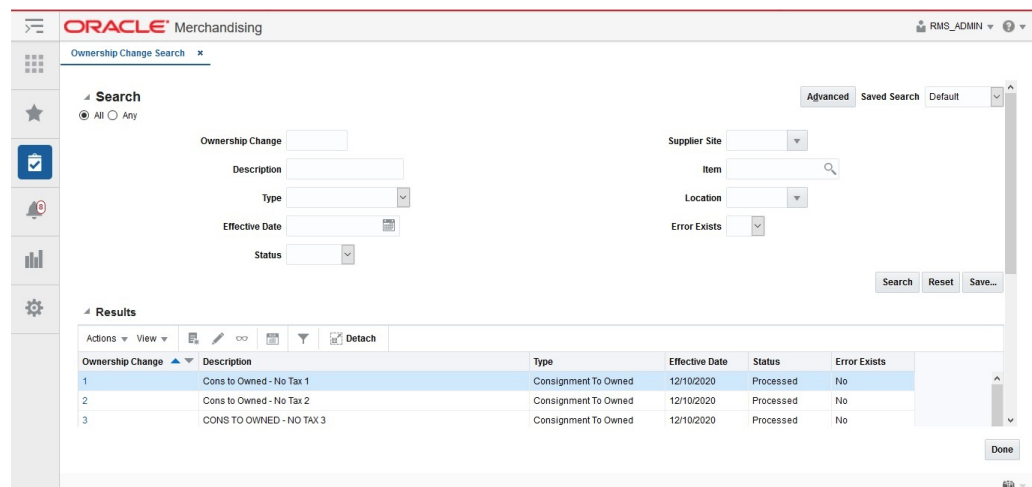 ORACLE® Merchandising
RMS_ADMIN
Ownership Change Search ×
Search
Advanced Saved Search Default
All Any
Ownership Change
Supplier Site
Description
Item
Type
Location
Effective Date
Error Exists
Status
8
Search Reset Save...
Results
Actions View Detach
Ownership Change Description Type Effective Date Status Error Exists
1 Cons to Owned - No Tax 1 Consignment To Owned 12/10/2020 Processed No
2 Cons to Owned - No Tax 2 Consignment To Owned 12/10/2020 Processed No
3 CONS TO OWNED - NO TAX 3 Consignment To Owned 12/10/2020 Processed No
Done